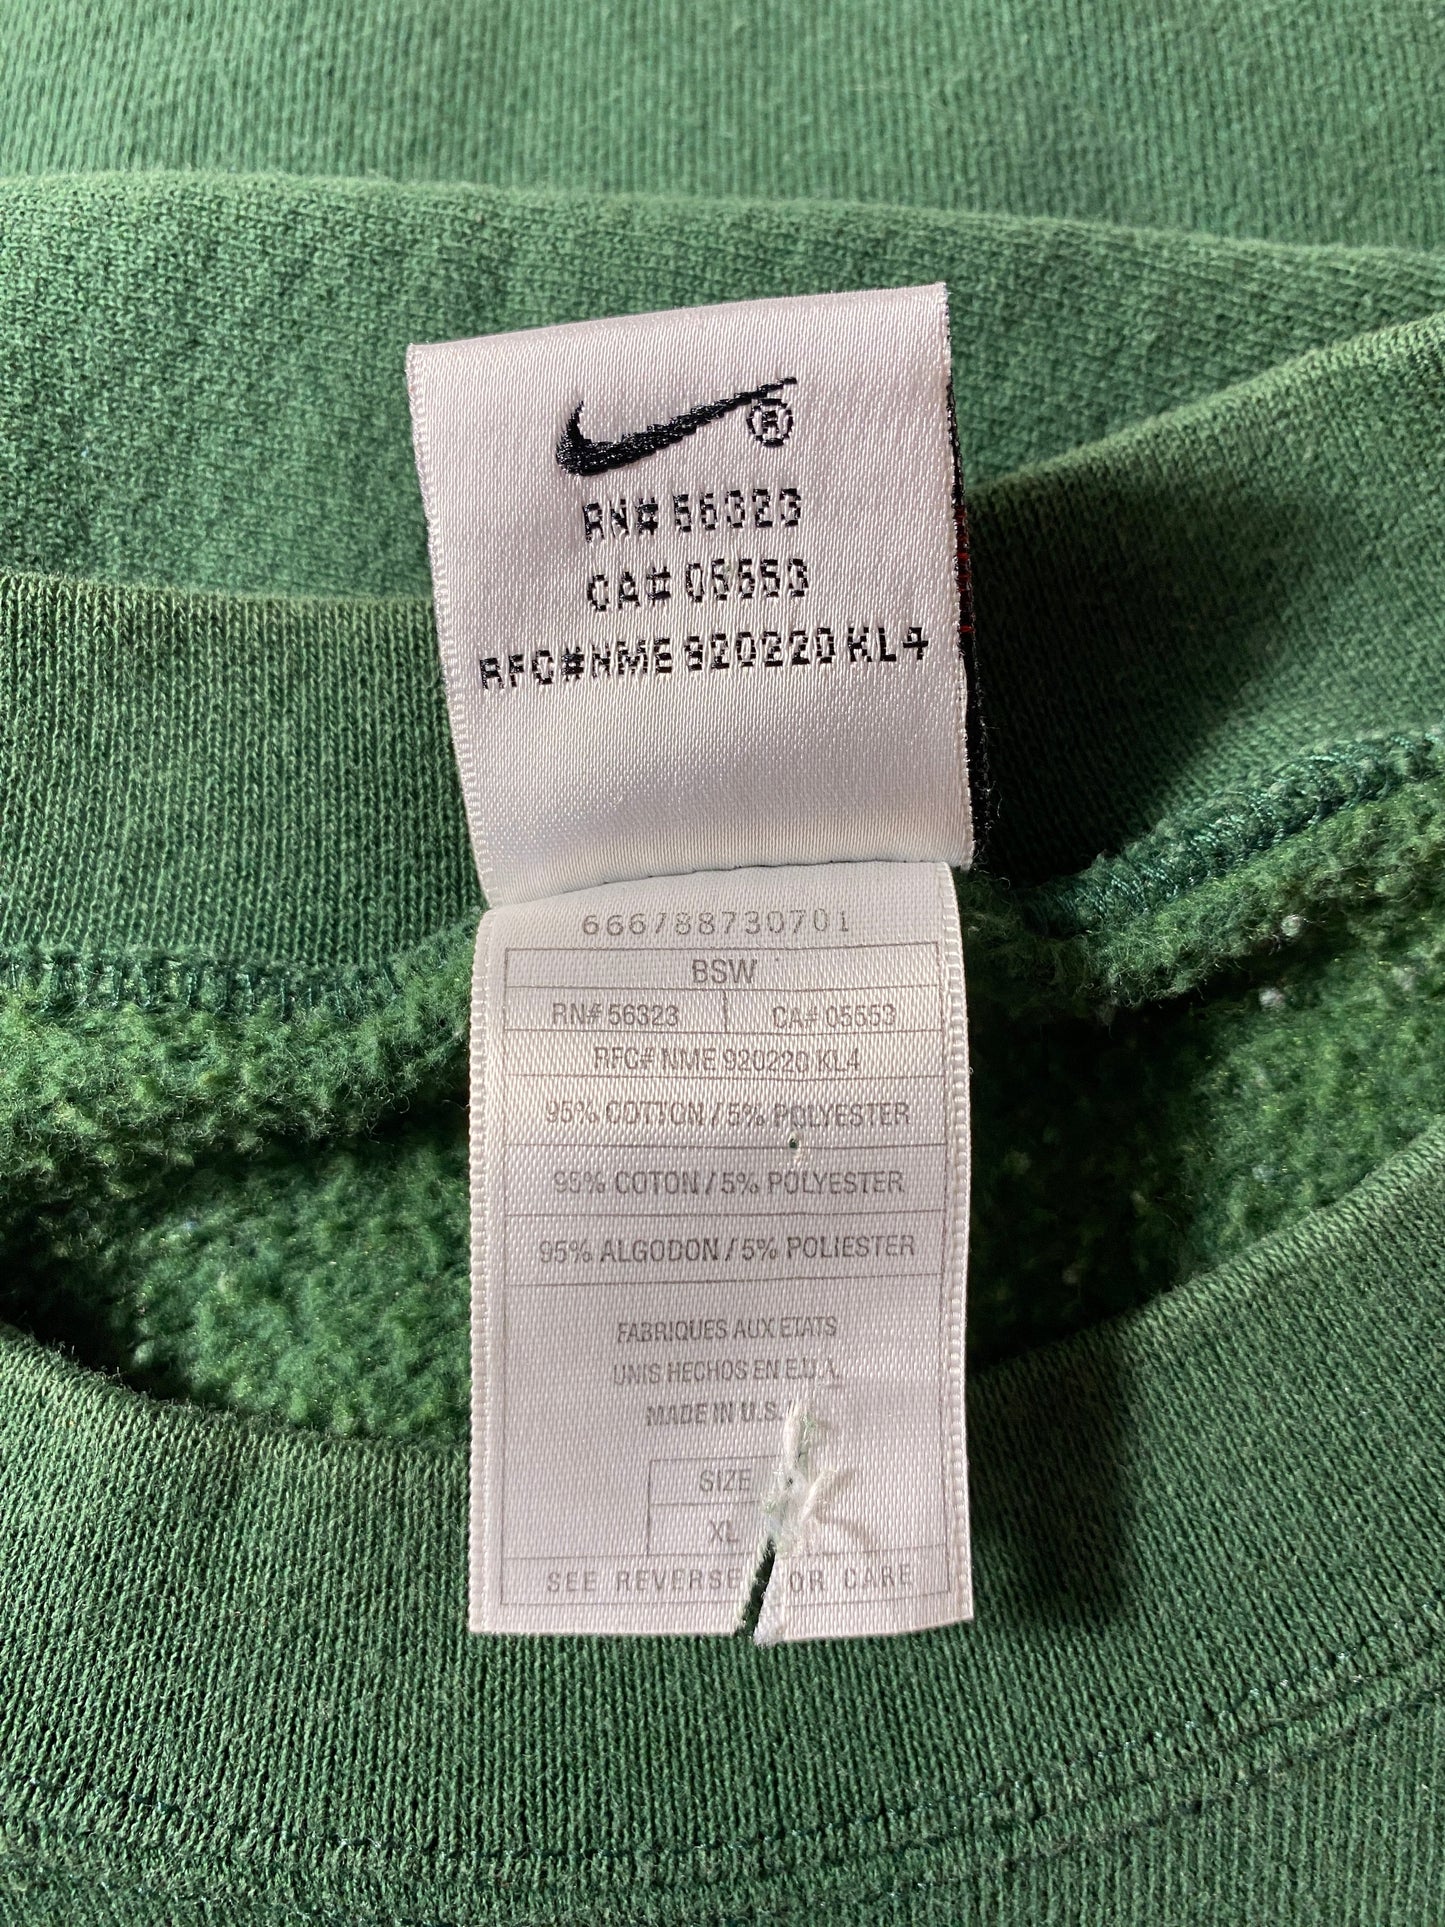 ®
RN# 56323
CA# 05553
RFC#NME 920220 KL4
666788730701
BSW
RN# 56323 CA# 05553
RFC# NME 920220 KL4
95% COTTON / 5% POLYESTER
95% COTON / 5% POLYESTER
95% ALGODON / 5% POLIESTER
FABRIQUES AUX ETATS
UNIS HECHOS EN E.U.A.
MADE IN U.S.
SIZE
XL
SEE REVERSE OR CARE